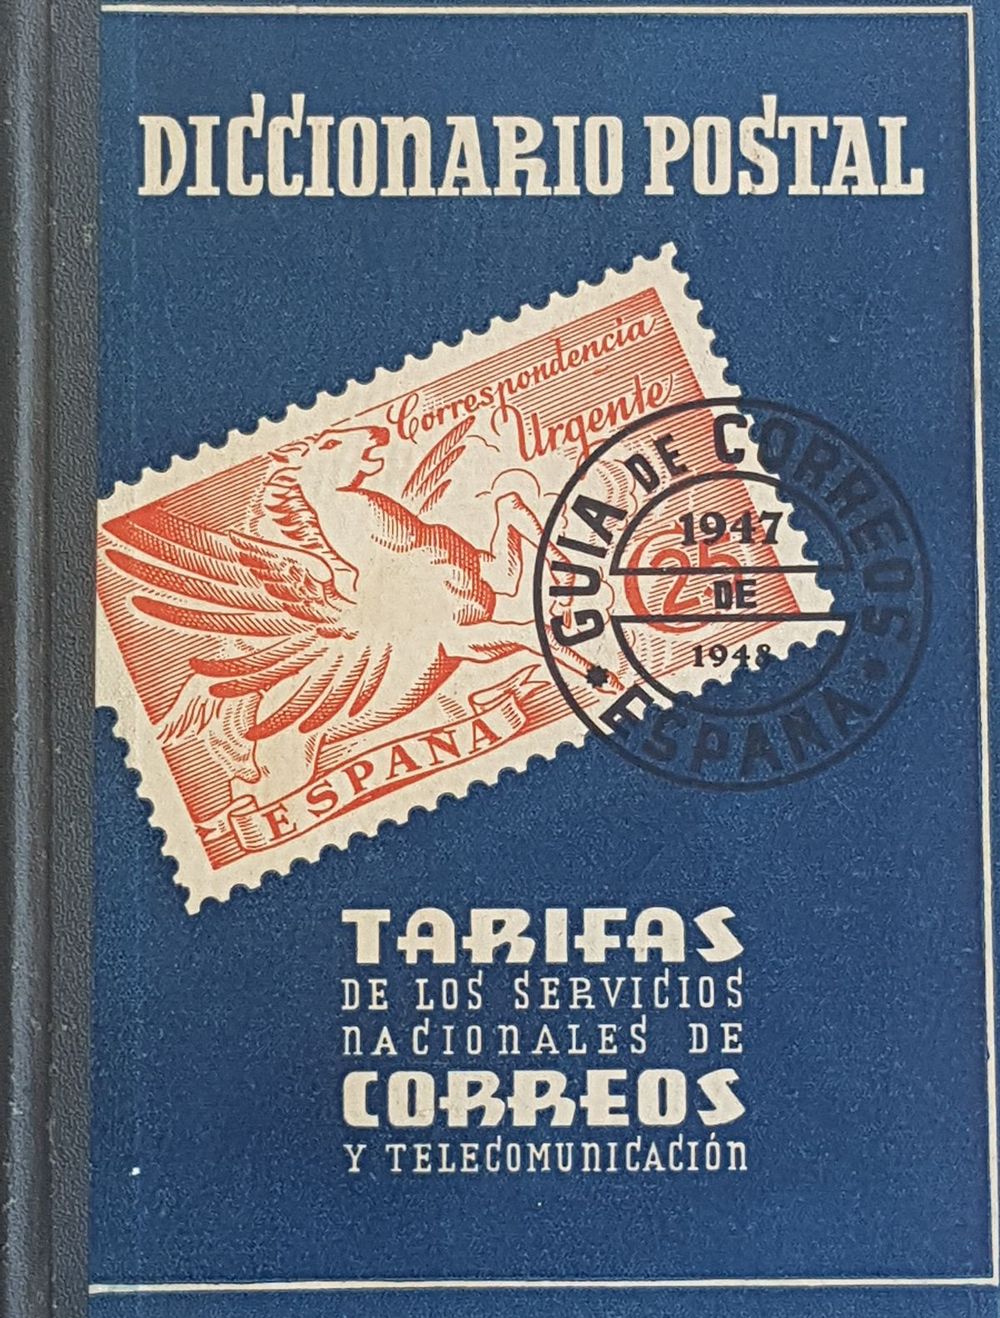 DICCIONARIO POSTAL
Correspondencia
Urgente
GUIA DE CORREOS
1947
25
DE
1948
ESPAÑA
ESPAÑA
TARIFAS
DE LOS SERVICIOS
NACIONALES DE
CORREOS
Y TELECOMUNICACIÓN